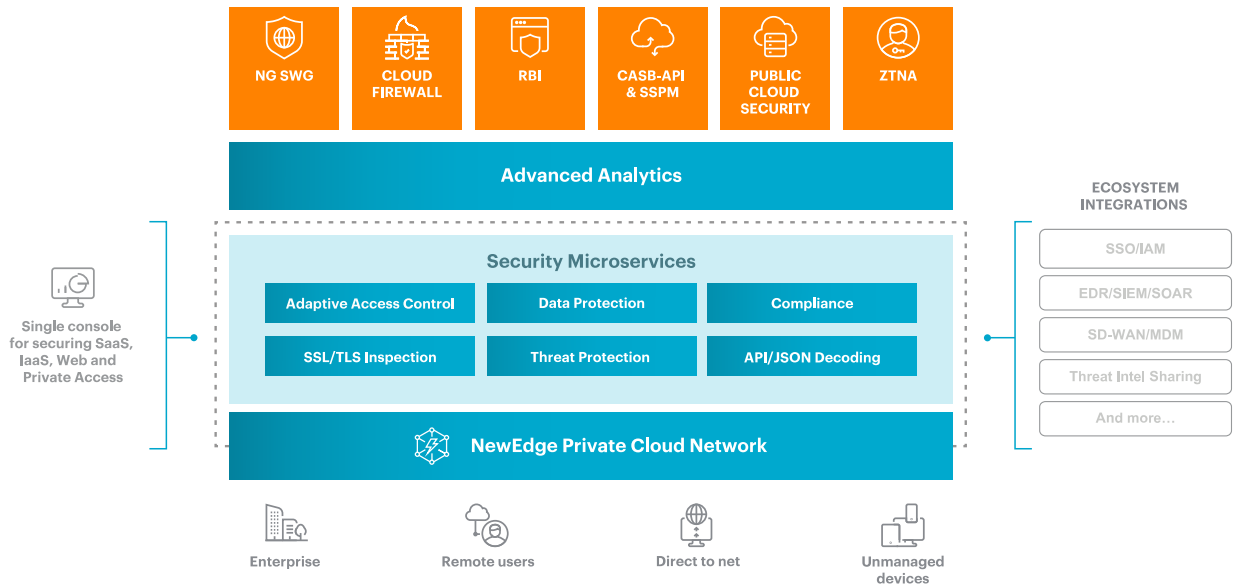 NG SWG
CLOUD
FIREWALL
RBI
CASB-API
& SSPM
PUBLIC
CLOUD
SECURITY
ZTNA
Advanced Analytics
Single console
for securing SaaS,
IaaS, Web and
Private Access
Security Microservices
Adaptive Access Control
Data Protection
Compliance
SSL/TLS Inspection
Threat Protection
API/JSON Decoding
NewEdge Private Cloud Network
ECOSYSTEM
INTEGRATIONS
SSO/IAM
EDR/SIEM/SOAR
SD-WAN/MDM
Threat Intel Sharing
And more...
Enterprise
Remote users
Direct to net
Unmanaged
devices